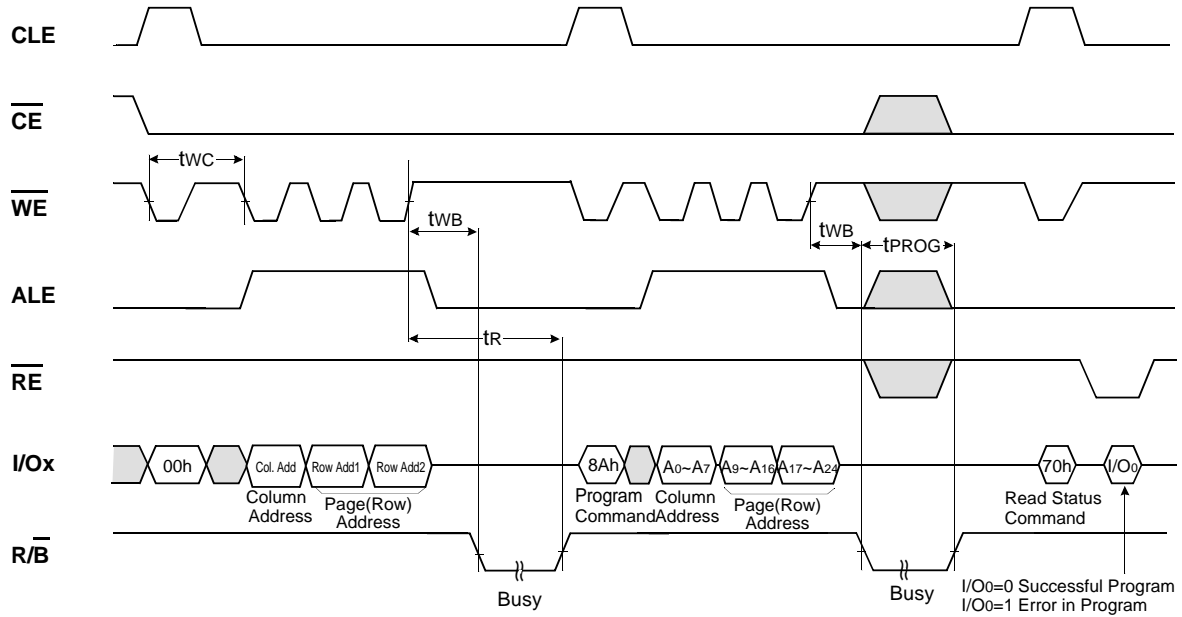 CLE
CE
tWC
WE
tWB
tWB
tPROG
ALE
tR
RE
I/Ox
00h
Col. Add
Row Add1
Row Add2
8Ah
A0~A7
A9~A16
A17~A24
70h
I/O0
Column
Address
Page(Row)
Address
Program
Command
Column
Address
Page(Row)
Address
Read Status
Command
R/B
Busy
Busy
I/O0=0 Successful Program
I/O0=1 Error in Program